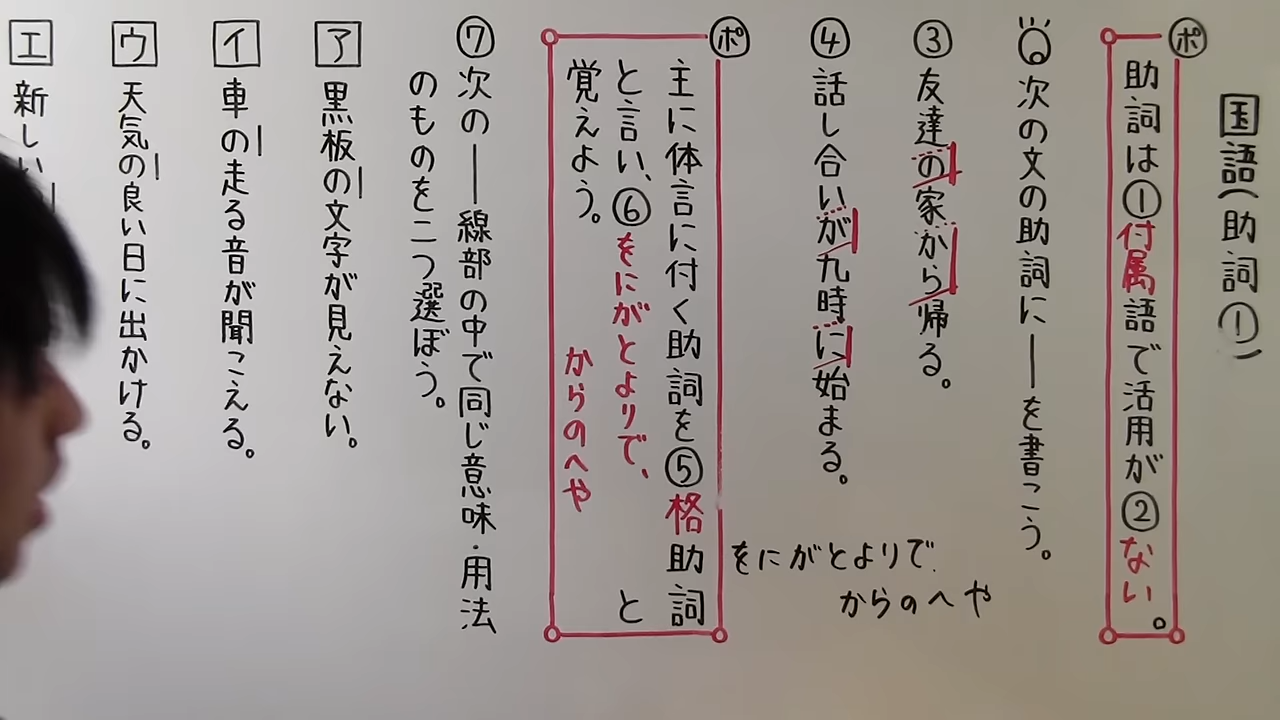 国語(助詞①)
ポ
助詞は①付属語で活用が②ない。
次の文の助詞に──を書こう。
③友達の家から帰る。
④話し合いが九時に始まる。
をにがとよりで、
からのへや
ポ
主に体言に付く助詞を⑤格助詞
と言い、⑥をにがとよりで、
からのへや
と
覚えよう。
⑦次の──線部の中で同じ意味・用法
のものを二つ選ぼう。
ア 黒板の文字が見えない。
イ 車の走る音が聞こえる。
ウ 天気の良い日に出かける。
エ 新しい